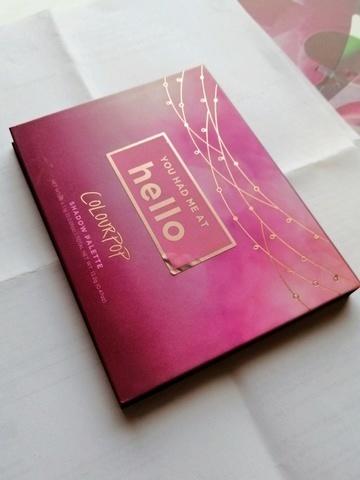 YOU HAD ME AT
hello
COLOURPOP
SHADOW PALETTE